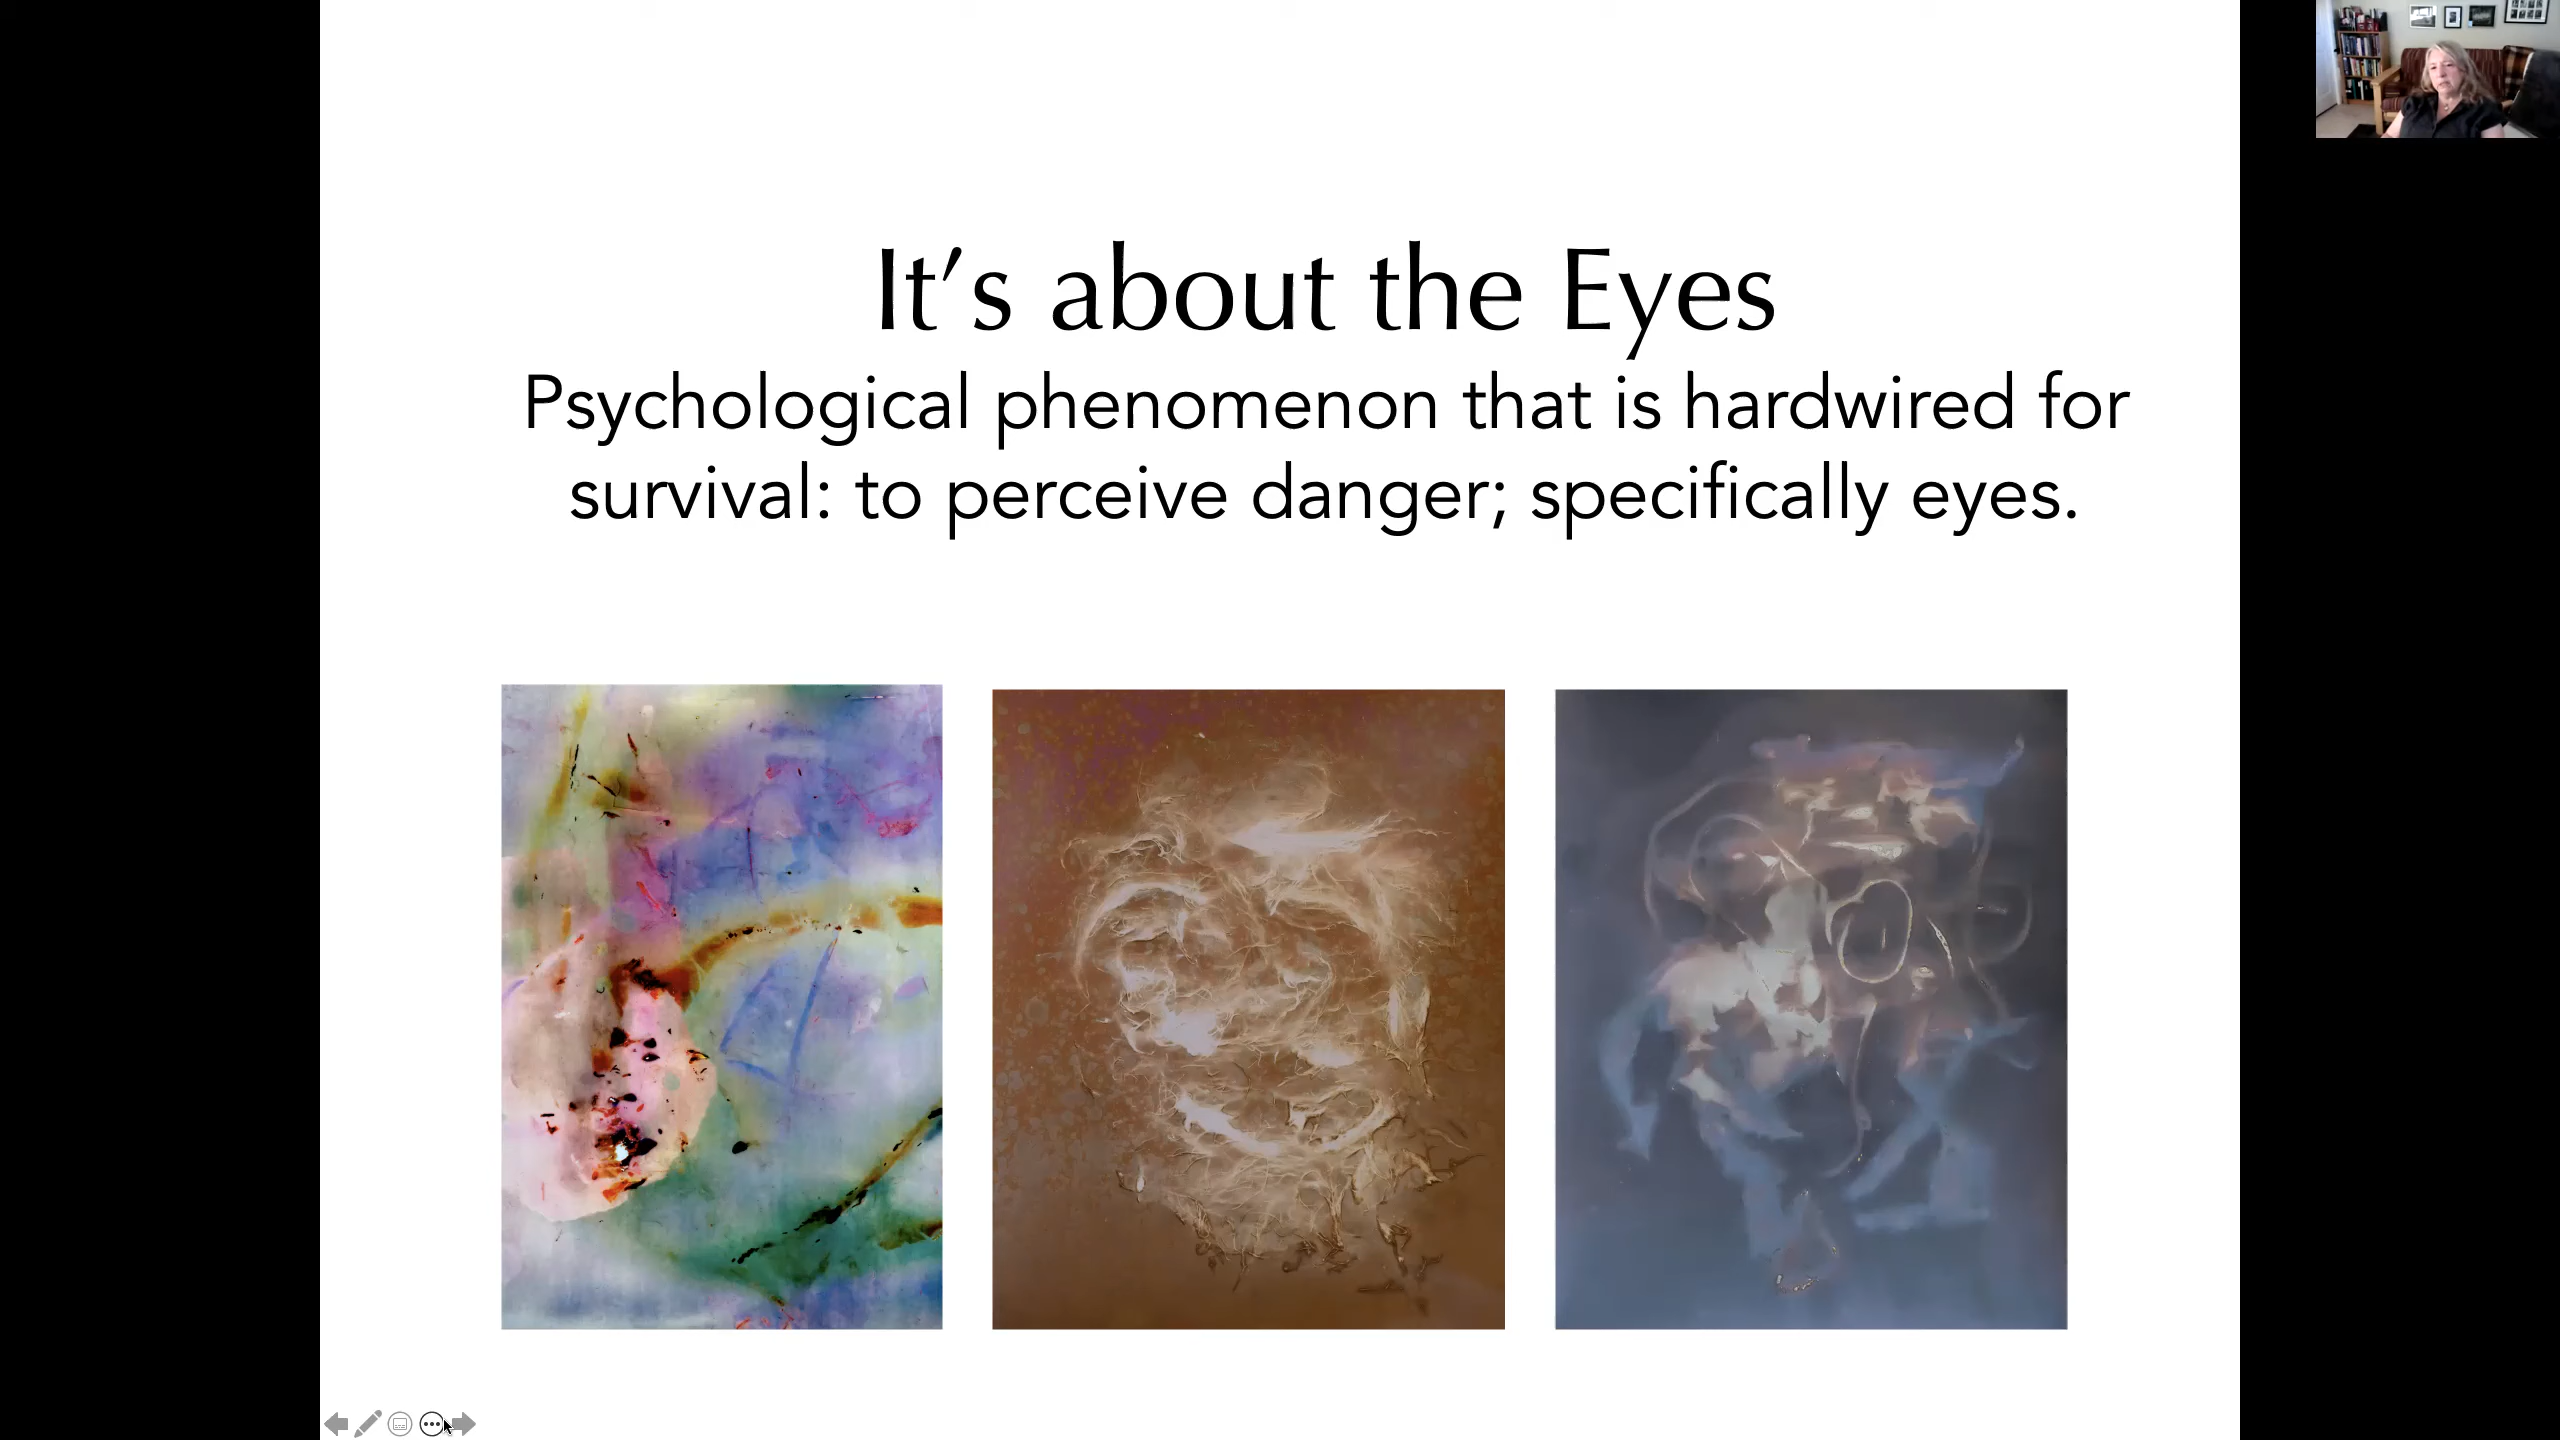 It’s about the Eyes
Psychological phenomenon that is hardwired for
survival: to perceive danger; specifically eyes.